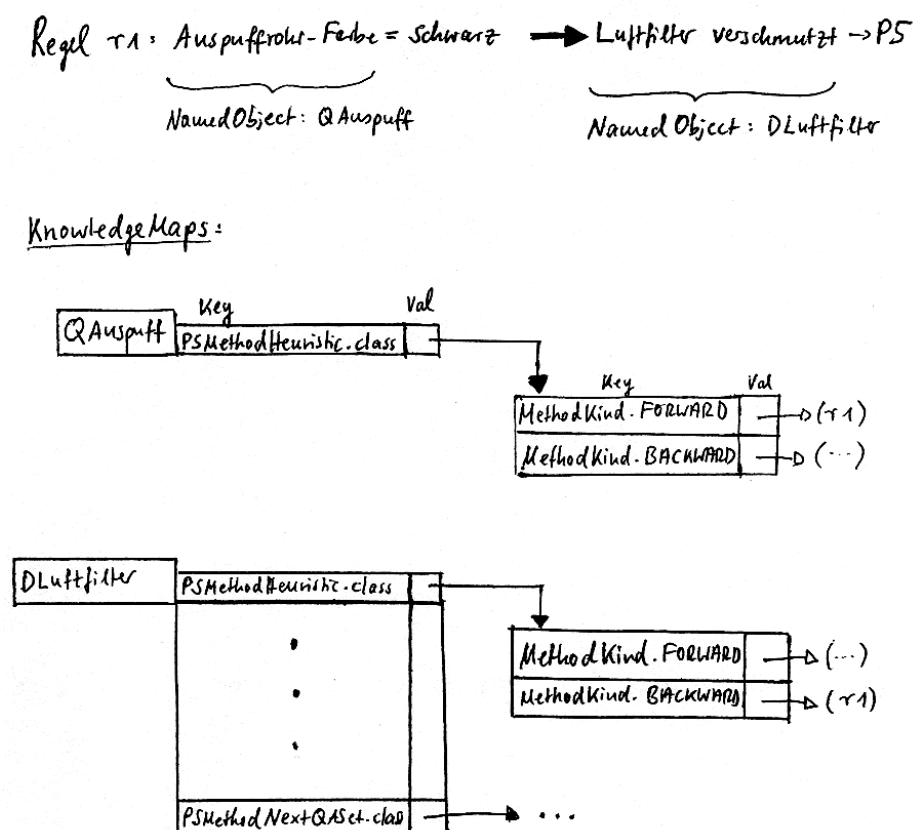 Regel r1: Auspuffrohr-Farbe = Schwarz → Luftfilter verschmutzt → P5
NamedObject: QAuspuff
NamedObject: DLuftfilter
KnowledgeMaps:
Key Val
QAuspuff PSMethodHeuristic.class
Key Val
MethodKind.FORWARD → (r1)
MethodKind.BACKWARD → (...)
DLuftfilter PSMethodHeuristic.class
MethodKind.FORWARD → (...)
MethodKind.BACKWARD → (r1)
PSMethodNextQASet.clas → ...